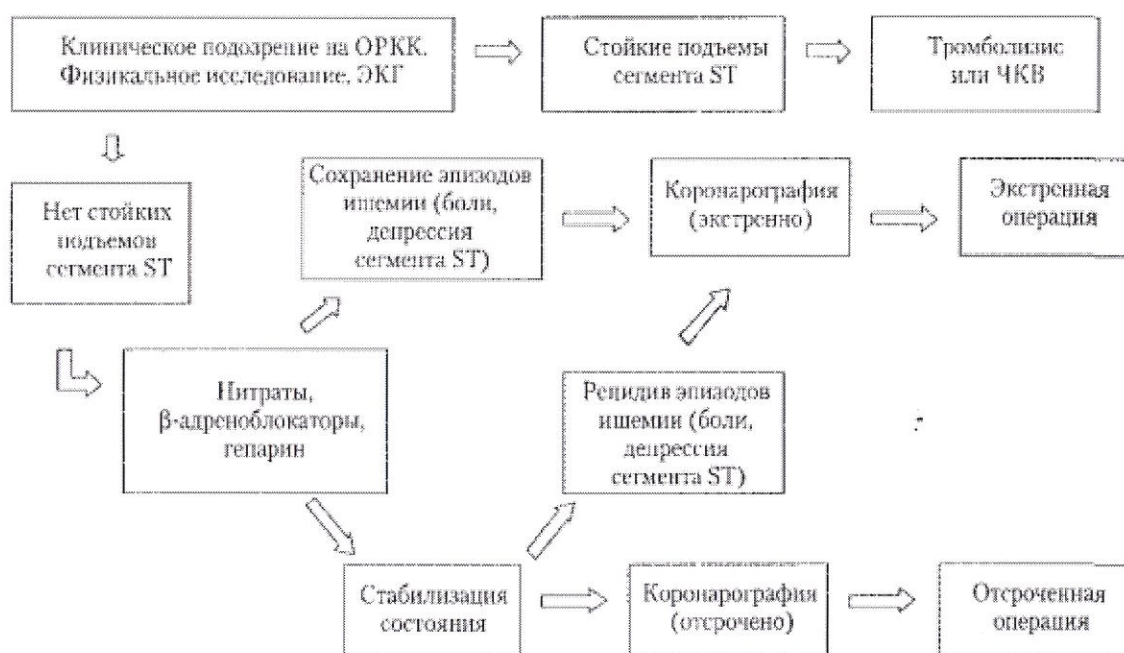 Клиническое подозрение на ОРКК.
Физикальное исследование, ЭКГ
Стойкие подъемы
сегмента ST
Тромболизис
или ЧКВ
Нет стойких
подъемов
сегмента ST
Сохранение эпизодов
ишемии (боли,
депрессия
сегмента ST)
Коронарография
(экстренно)
Экстренная
операция
Нитраты,
β-адреноблокаторы,
гепарин
Рецидив эпизодов
ишемии (боли,
депрессия
сегмента ST)
Стабилизация
состояния
Коронарография
(отсрочено)
Отсроченная
операция